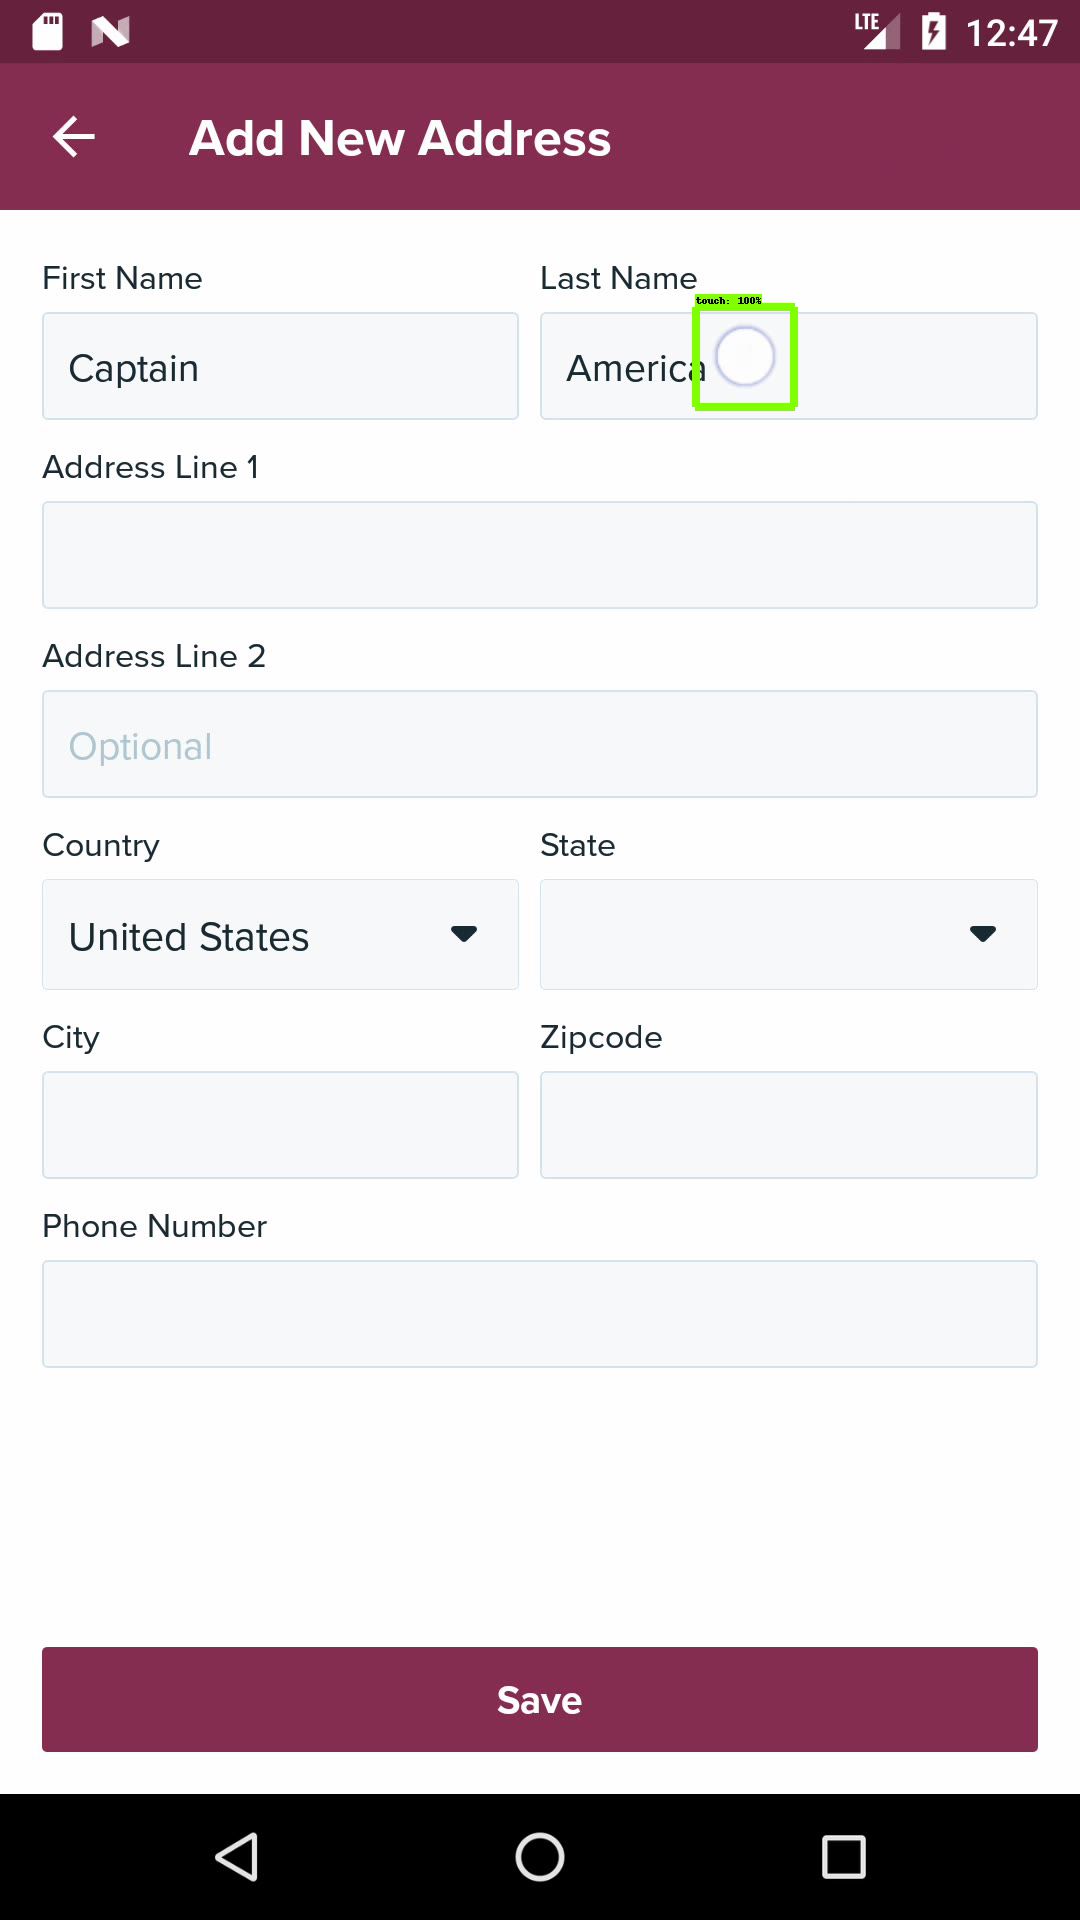 LTE 12:47
Add New Address
First Name Last Name
touch: 100%
Captain America
Address Line 1
Address Line 2
Optional
Country State
United States
City Zipcode
Phone Number
Save